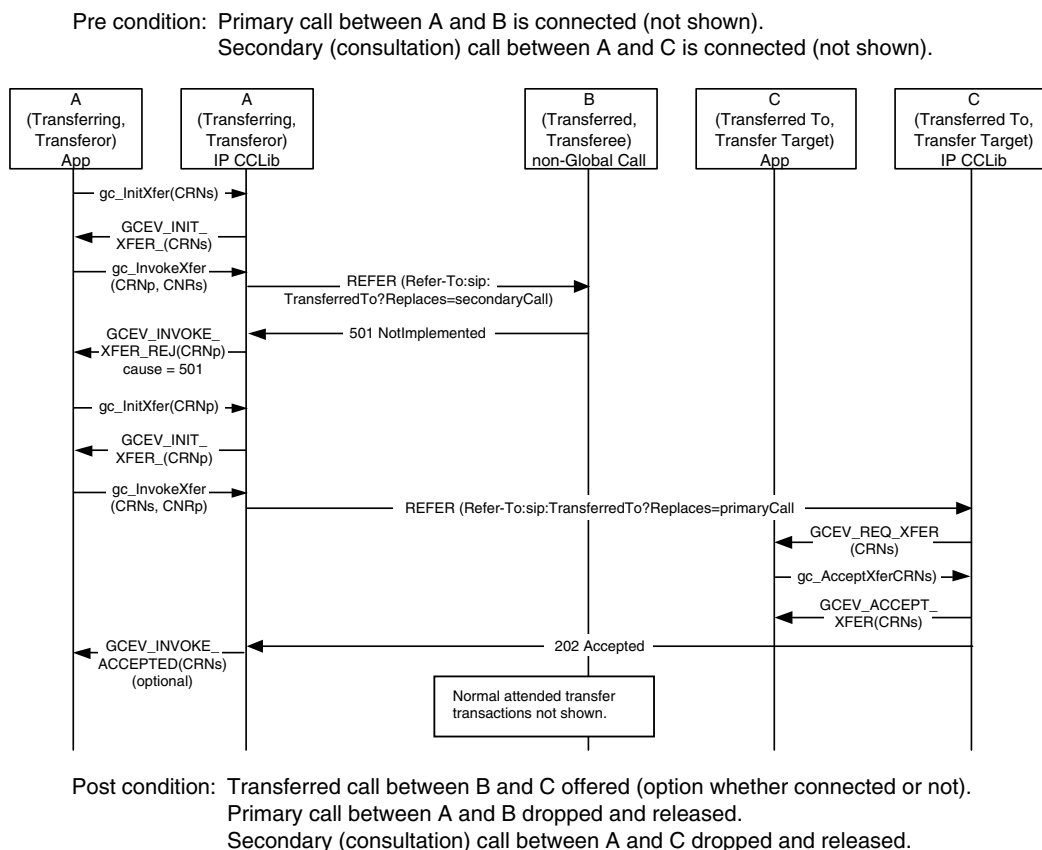 Pre condition: Primary call between A and B is connected (not shown).
Secondary (consultation) call between A and C is connected (not shown).
A
(Transferring,
Transferor)
App
A
(Transferring,
Transferor)
IP CCLib
B
(Transferred,
Transferee)
non-Global Call
C
(Transferred To,
Transfer Target)
App
C
(Transferred To,
Transfer Target)
IP CCLib
gc_InitXfer(CRNs)
GCEV_INIT_
XFER_(CRNs)
gc_InvokeXfer
(CRNp, CNRs)
REFER (Refer-To:sip:
TransferredTo?Replaces=secondaryCall)
501 NotImplemented
GCEV_INVOKE_
XFER_REJ(CRNp)
cause = 501
gc_InitXfer(CRNp)
GCEV_INIT_
XFER_(CRNp)
gc_InvokeXfer
(CRNs, CNRp)
REFER (Refer-To:sip:TransferredTo?Replaces=primaryCall
GCEV_REQ_XFER
(CRNs)
gc_AcceptXferCRNs)
GCEV_ACCEPT_
XFER(CRNs)
202 Accepted
GCEV_INVOKE_
ACCEPTED(CRNs)
(optional)
Normal attended transfer
transactions not shown.
Post condition: Transferred call between B and C offered (option whether connected or not).
Primary call between A and B dropped and released.
Secondary (consultation) call between A and C dropped and released.